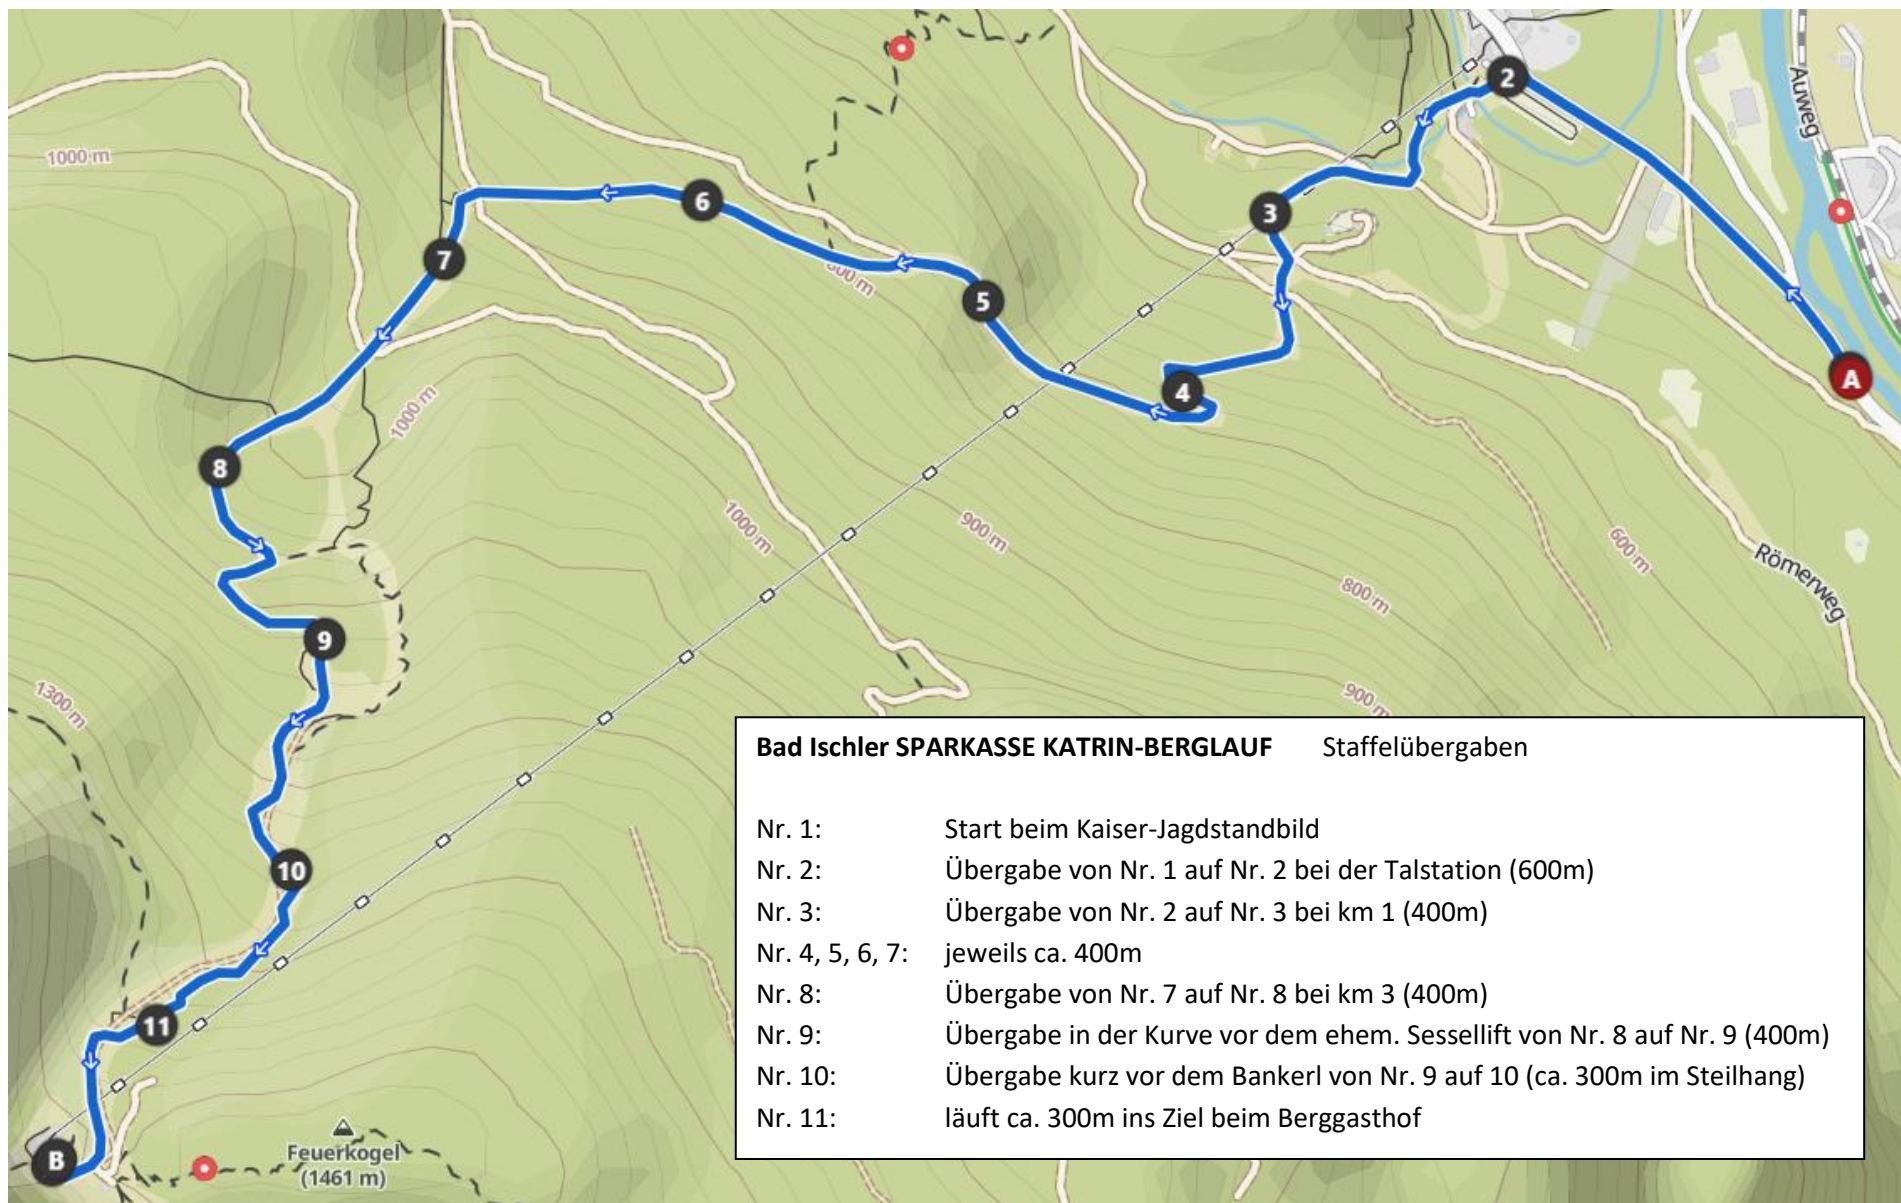 Auweg
2
1000 m
6
3
7
5
800 m
A
4
1000 m
8
1000 m
900 m
600 m
Römerweg
800 m
9
1300 m
900 m
10
11
B
Feuerkogel
(1461 m)
Bad Ischler SPARKASSE KATRIN-BERGLAUF Staffelübergaben
Nr. 1: Start beim Kaiser-Jagdstandbild
Nr. 2: Übergabe von Nr. 1 auf Nr. 2 bei der Talstation (600m)
Nr. 3: Übergabe von Nr. 2 auf Nr. 3 bei km 1 (400m)
Nr. 4, 5, 6, 7: jeweils ca. 400m
Nr. 8: Übergabe von Nr. 7 auf Nr. 8 bei km 3 (400m)
Nr. 9: Übergabe in der Kurve vor dem ehem. Sessellift von Nr. 8 auf Nr. 9 (400m)
Nr. 10: Übergabe kurz vor dem Bankerl von Nr. 9 auf 10 (ca. 300m im Steilhang)
Nr. 11: läuft ca. 300m ins Ziel beim Berggasthof